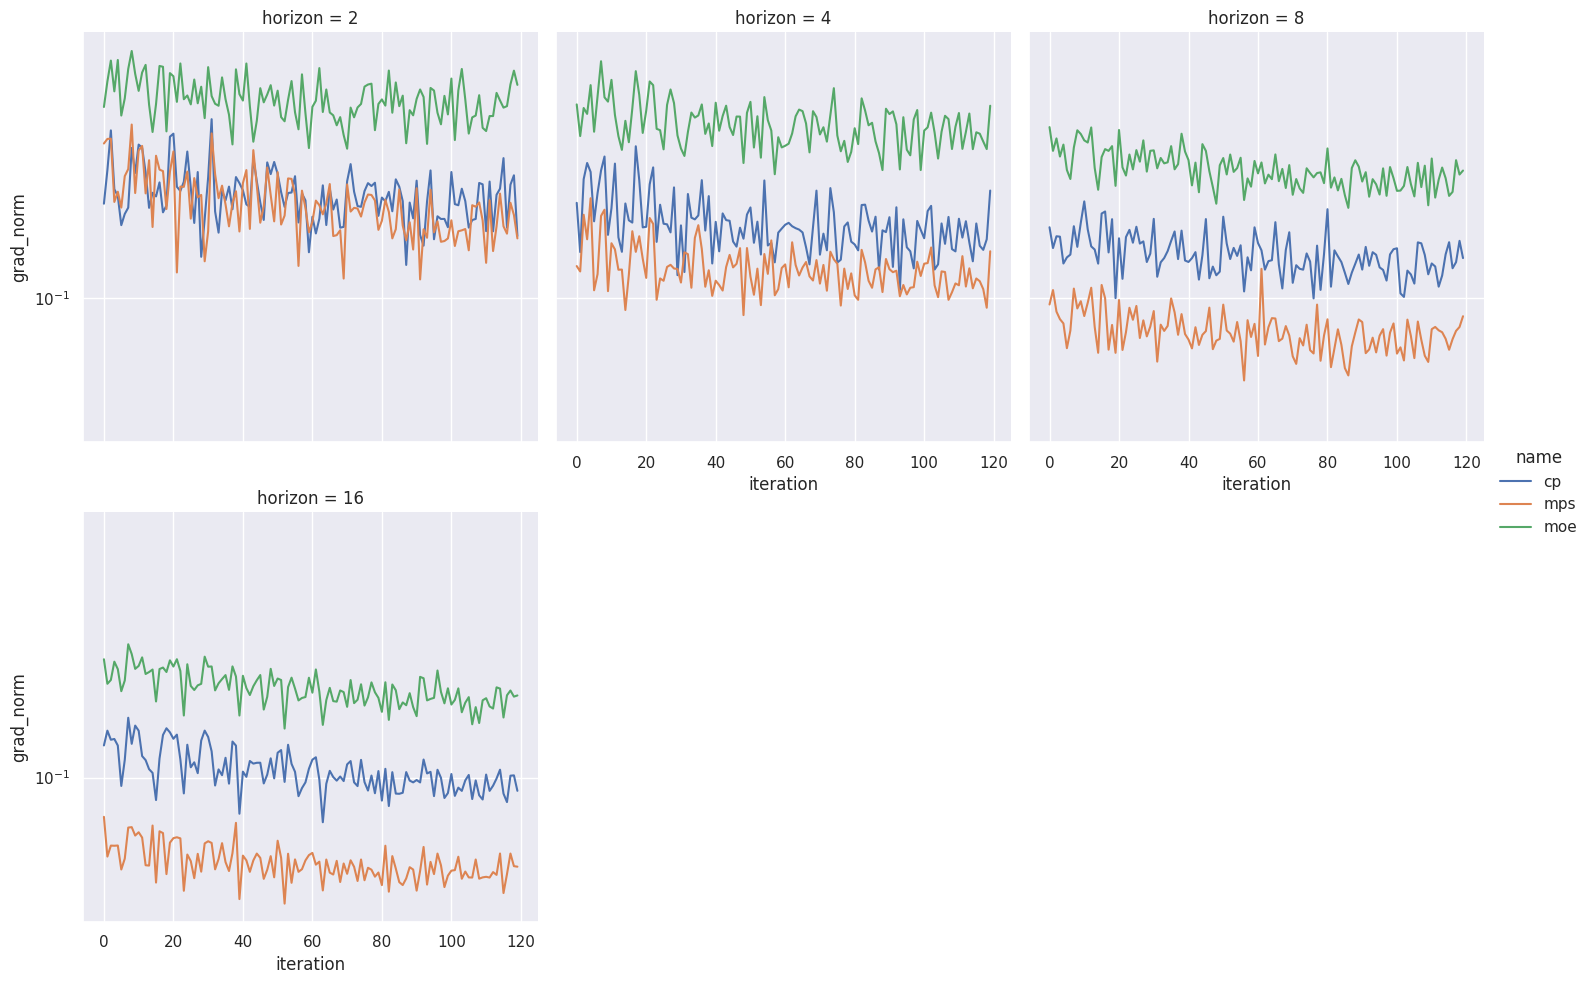 horizon = 2
horizon = 4
horizon = 8
grad_norm
10⁻¹
0 20 40 60 80 100 120
iteration
0 20 40 60 80 100 120
iteration
name
cp
mps
moe
horizon = 16
grad_norm
10⁻¹
0 20 40 60 80 100 120
iteration